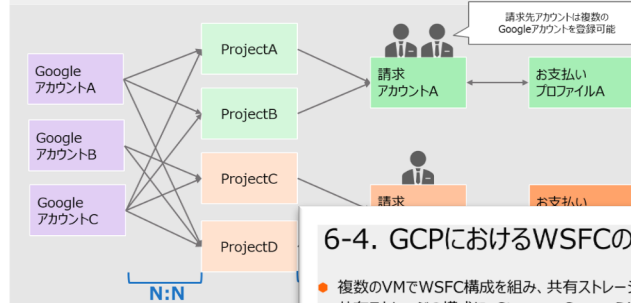 請求先アカウントは複数の
Googleアカウントを登録可能
ProjectA
Google
アカウントA
請求
アカウントA
お支払い
プロファイルA
ProjectB
Google
アカウントB
ProjectC
Google
アカウントC
請求
お支払い
ProjectD
N:N
6-4. GCPにおけるWSFCの
複数のVMでWSFC構成を組み、共有ストレー